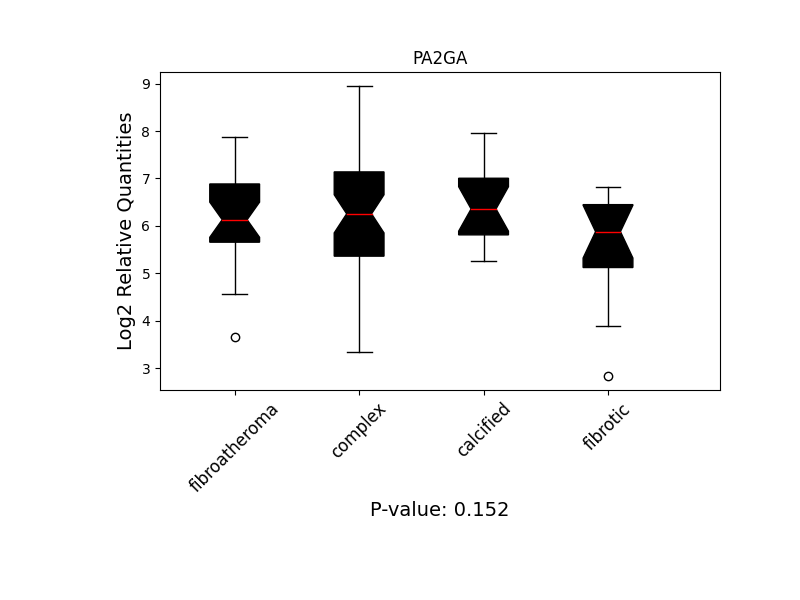 PA2GA
Log2 Relative Quantities
9
8
7
6
5
4
3
fibroatheroma
complex
calcified
fibrotic
P-value: 0.152